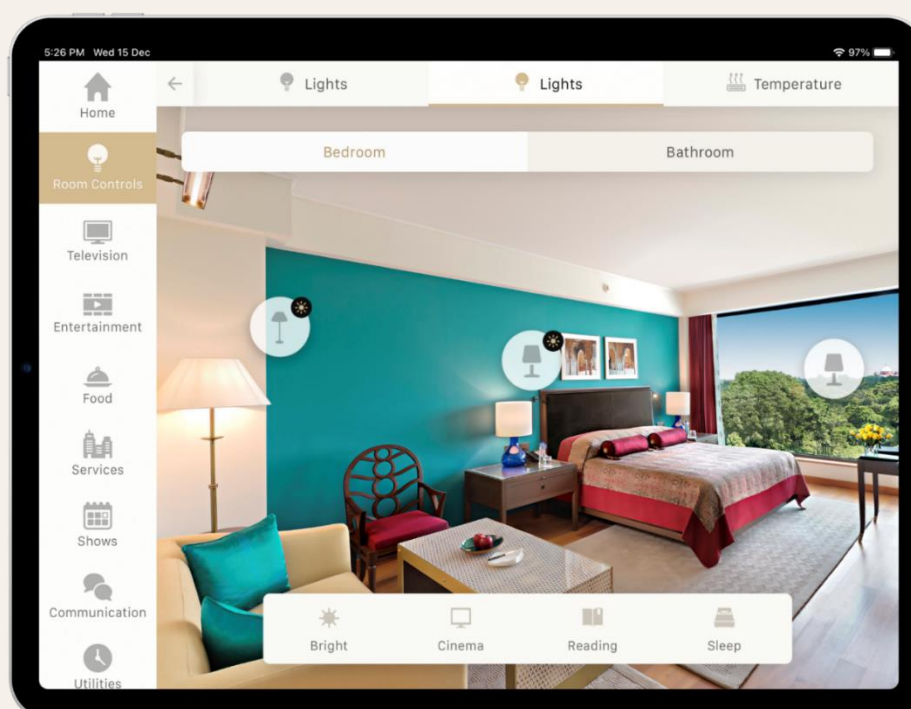 5:26 PM Wed 15 Dec
97%
Home
Lights
Lights
Temperature
Room Controls
Bedroom
Bathroom
Television
Entertainment
Food
Services
Shows
Communication
Utilities
Bright
Cinema
Reading
Sleep